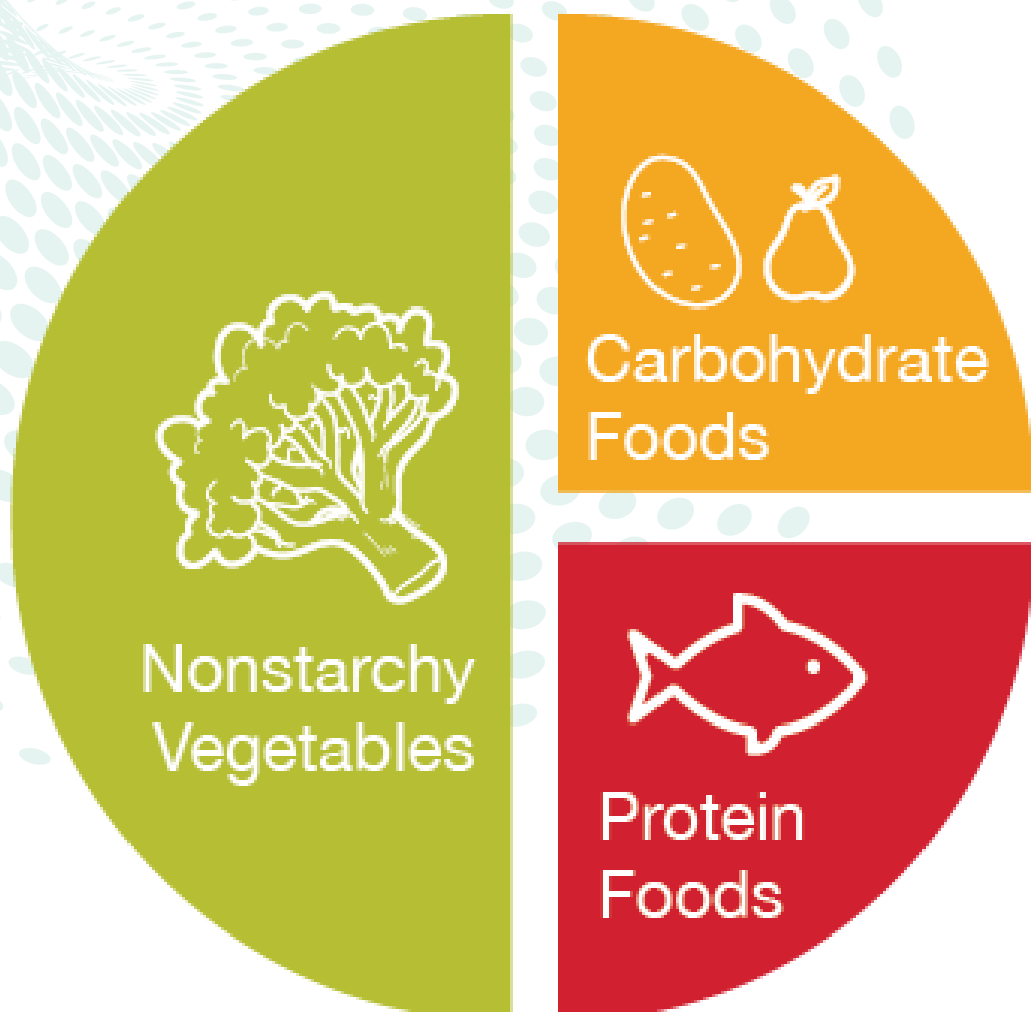 Nonstarchy
Vegetables
Carbohydrate
Foods
Protein
Foods